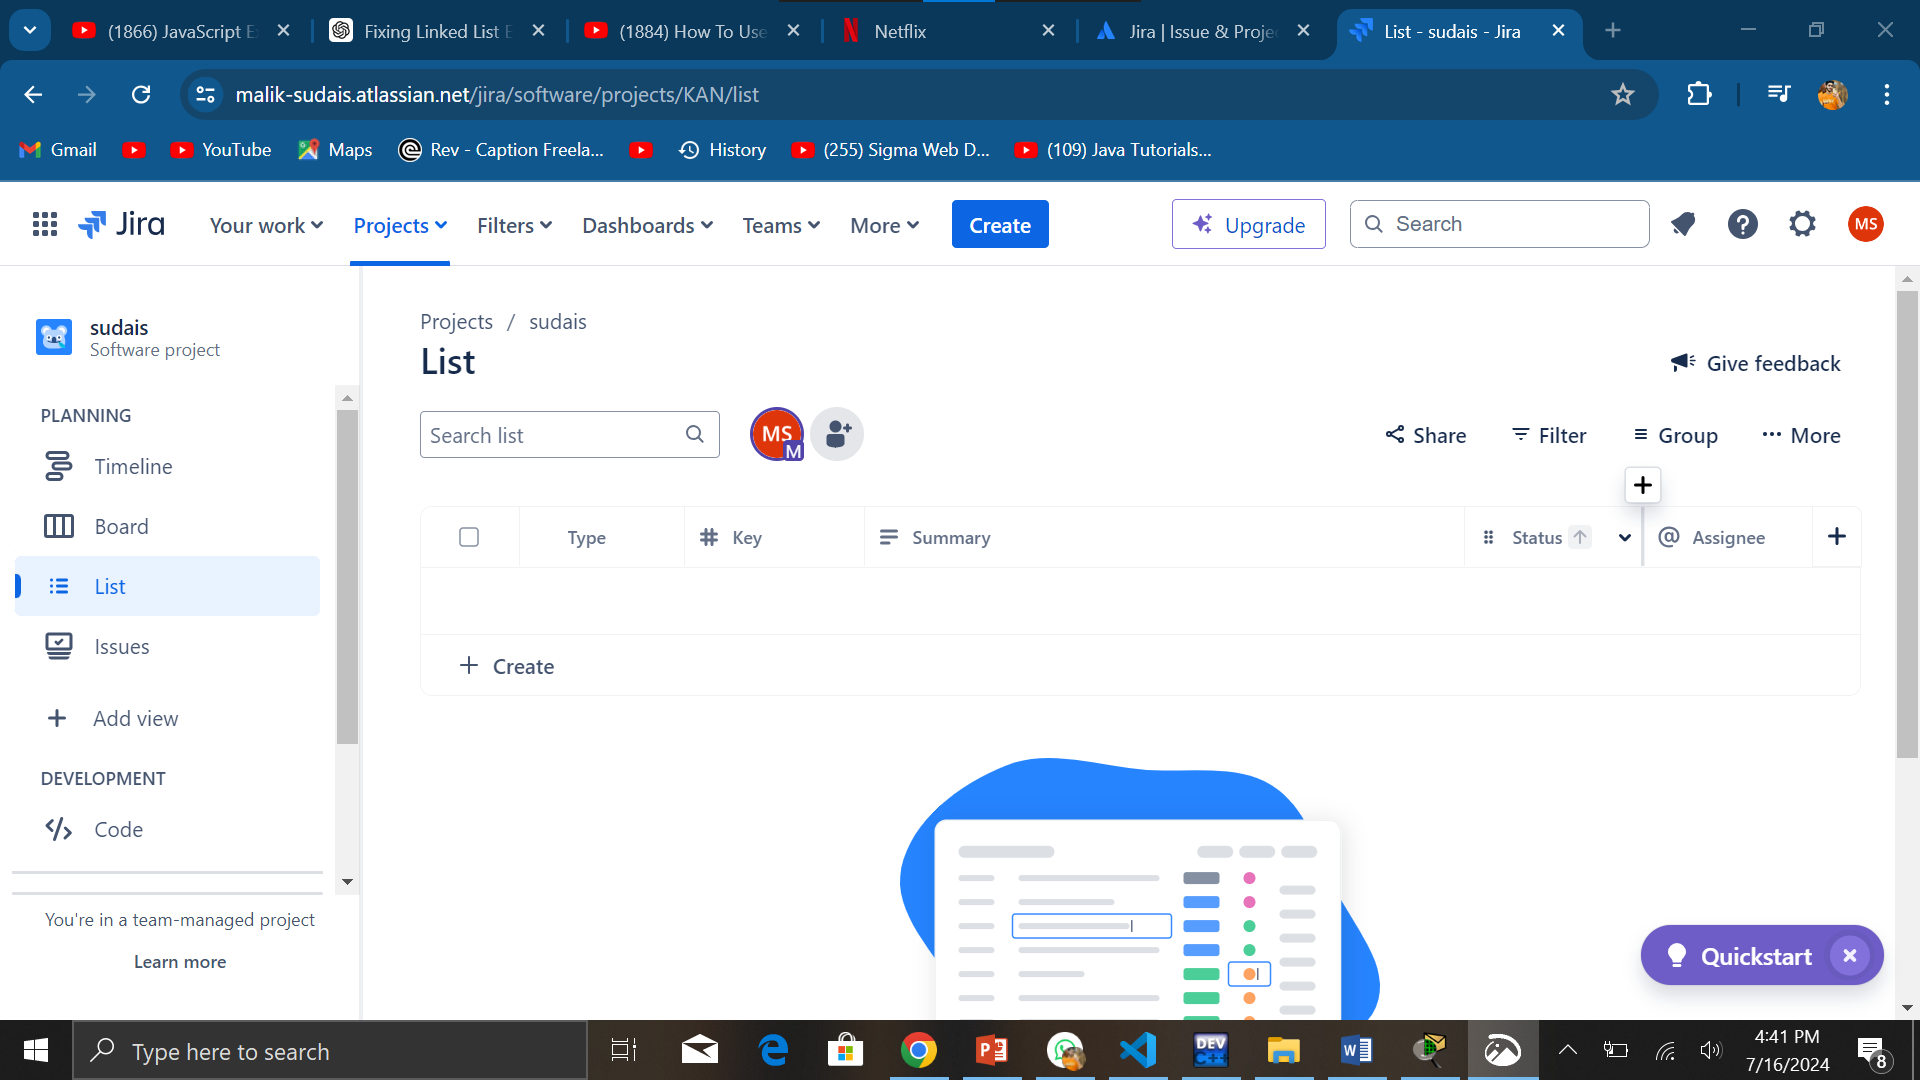 (1866) JavaScript E
Fixing Linked List E
(1884) How To Use
Netflix
Jira | Issue & Projec
List - sudais - Jira
malik-sudais.atlassian.net/jira/software/projects/KAN/list
Gmail
YouTube
Maps
Rev - Caption Freela...
History
(255) Sigma Web D...
(109) Java Tutorials...
Jira
Your work
Projects
Filters
Dashboards
Teams
More
Create
Upgrade
Search
MS
sudais
Software project
PLANNING
Timeline
Board
List
Issues
Add view
DEVELOPMENT
Code
You're in a team-managed project
Learn more
Projects / sudais
List
Give feedback
Search list
MS
M
Share
Filter
Group
More
Type
Key
Summary
Status
Assignee
Create
Quickstart
Type here to search
DEV
C++
4:41 PM
7/16/2024
8